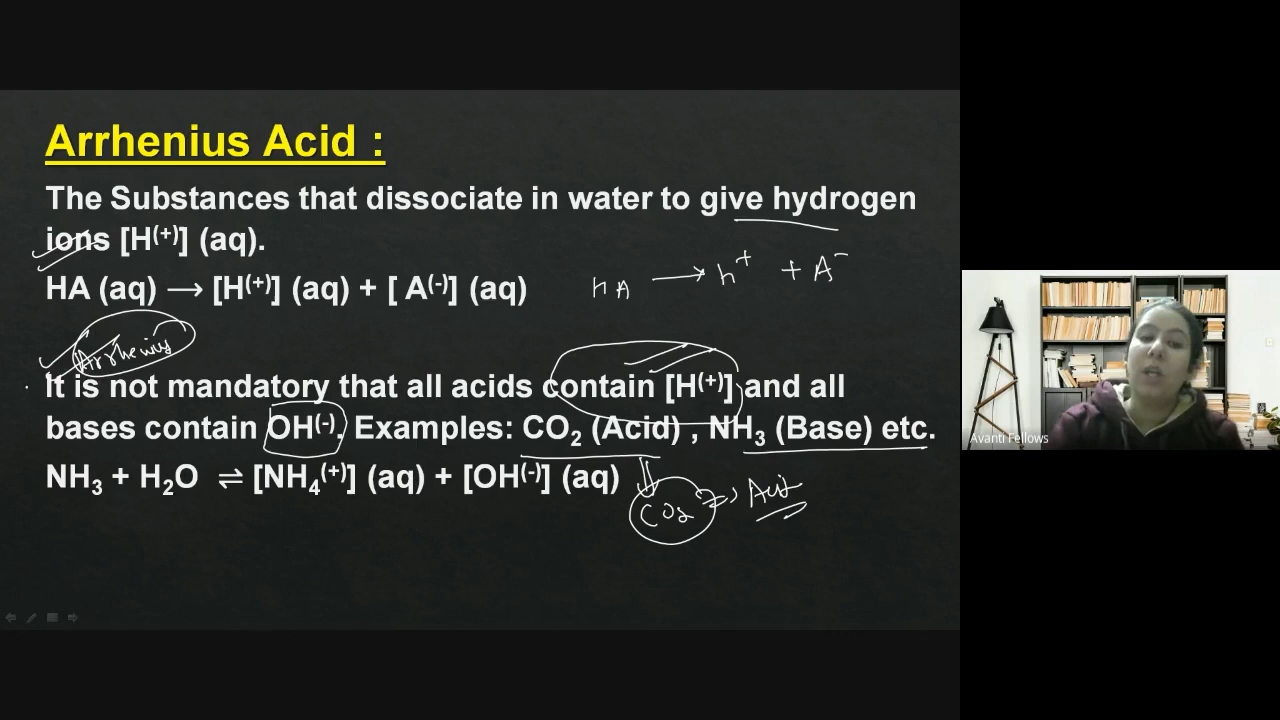 Arrhenius Acid :
The Substances that dissociate in water to give hydrogen
ions [H⁽⁺⁾] (aq).
HA (aq) ⟶ [H⁽⁺⁾] (aq) + [ A⁽⁻⁾] (aq)
HA ⟶ h⁺ + A⁻
Arrhenius
It is not mandatory that all acids contain [H⁽⁺⁾] and all
bases contain OH⁽⁻⁾. Examples: CO₂ (Acid) , NH₃ (Base) etc.
NH₃ + H₂O ⇌ [NH₄⁽⁺⁾] (aq) + [OH⁽⁻⁾] (aq)
CO₂ ⇒ Acid
Avanti Fellows